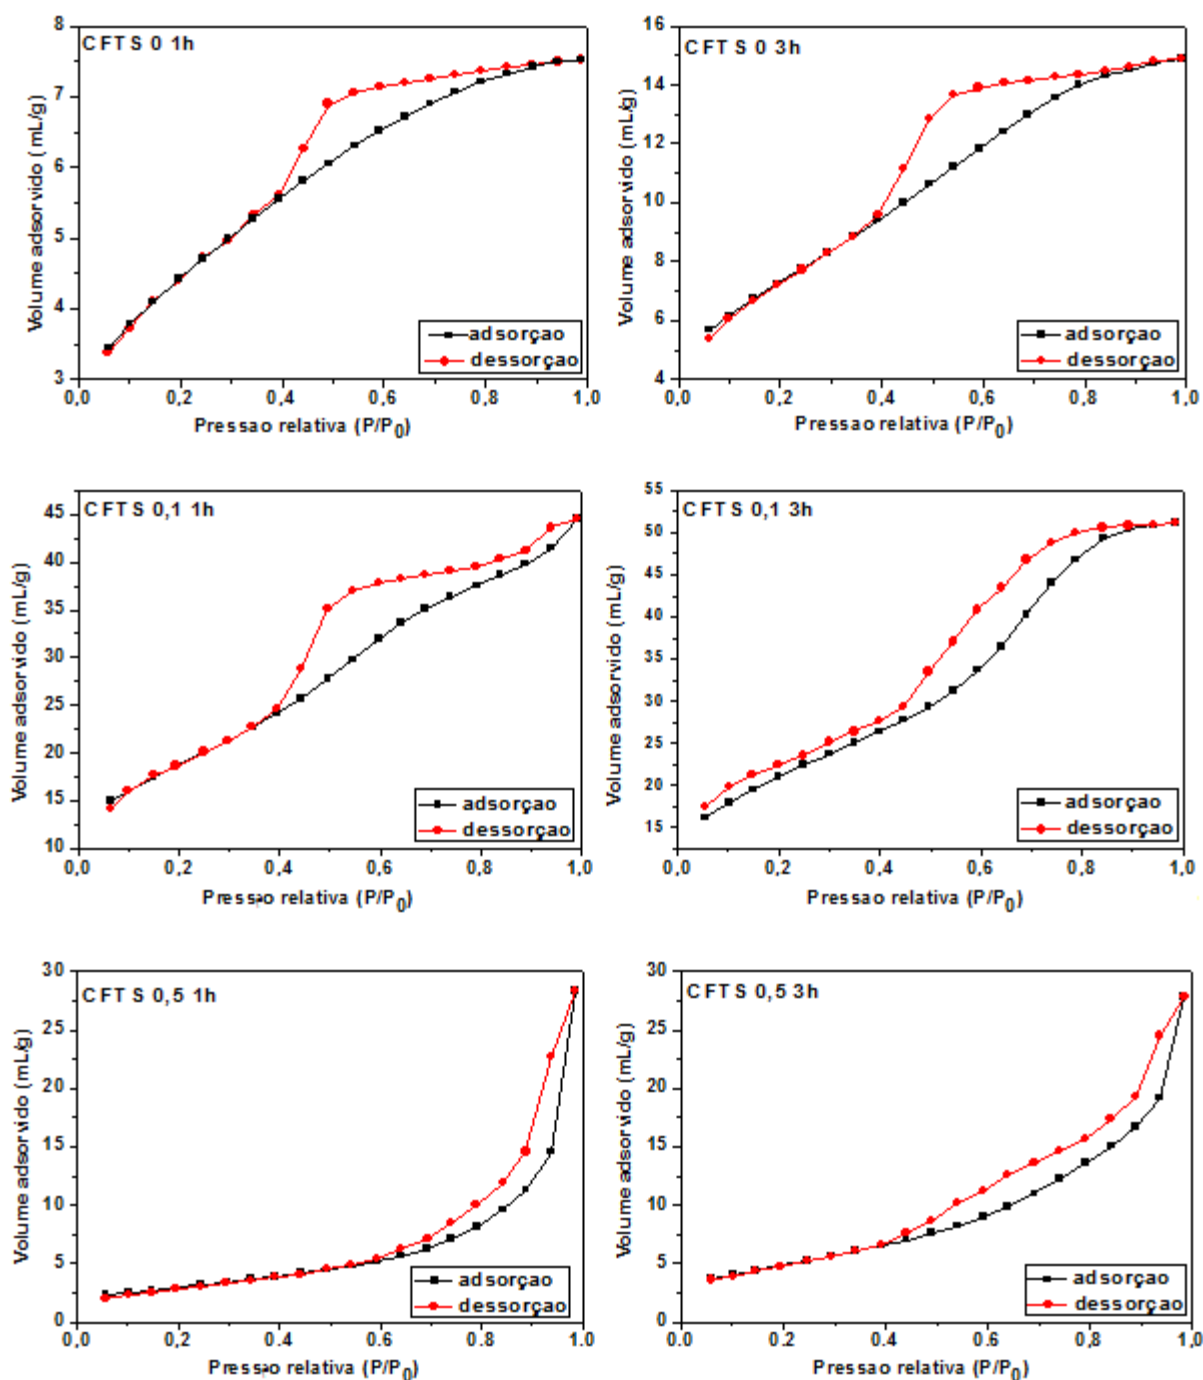 CFTS 0 1h
Volume adsorvido (mL/g)
8
7
6
5
4
3
adsorçao
dessorçao
0,0 0,2 0,4 0,6 0,8 1,0
Pressao relativa (P/P0)
CFTS 0 3h
Volume adsorvido (mL/g)
16
14
12
10
8
6
4
adsorçao
dessorçao
0,0 0,2 0,4 0,6 0,8 1,0
Pressao relativa (P/P0)
CFTS 0,1 1h
Volume adsorvido (mL/g)
45
40
35
30
25
20
15
10
adsorçao
dessorçao
0,0 0,2 0,4 0,6 0,8 1,0
Pressao relativa (P/P0)
CFTS 0,1 3h
Volume adsorvido (mL/g)
55
50
45
40
35
30
25
20
15
adsorçao
dessorçao
0,0 0,2 0,4 0,6 0,8 1,0
Pressao relativa (P/P0)
CFTS 0,5 1h
Volume adsorvido (mL/g)
30
25
20
15
10
5
0
adsorçao
dessorçao
0,0 0,2 0,4 0,6 0,8 1,0
Pressao relativa (P/P0)
CFTS 0,5 3h
Volume adsorvido (mL/g)
30
25
20
15
10
5
0
adsorçao
dessorçao
0.0 0,2 0,4 0,6 0,8 1,0
Pressao relativa (P/P0)